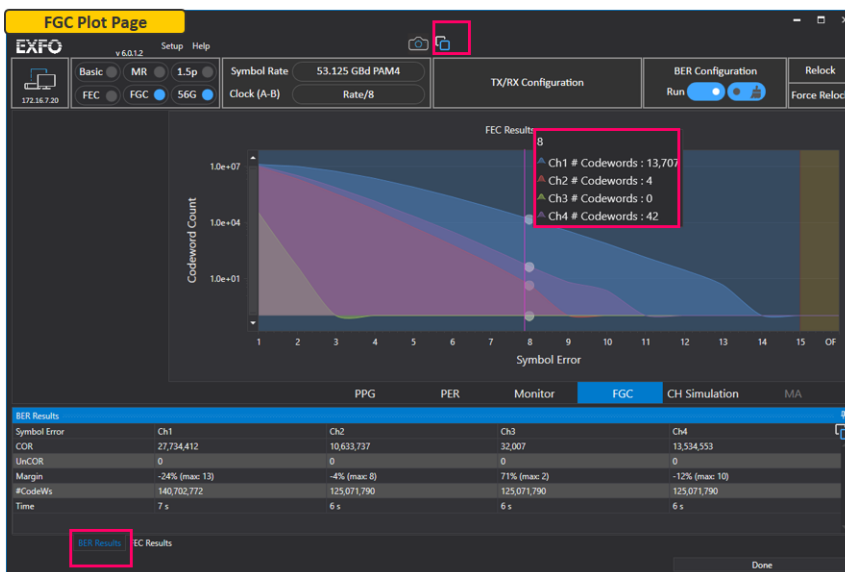 FGC Plot Page
EXFO v 6.0.1.2 Setup Help
172.16.7.20
Basic MR 1.5p
FEC FGC 56G
Symbol Rate 53.125 GBd PAM4
Clock (A-B) Rate/8
TX/RX Configuration
BER Configuration
Run
Relock
Force Reloc
FEC Results
8
Ch1 # Codewords : 13,707
Ch2 # Codewords : 4
Ch3 # Codewords : 0
Ch4 # Codewords : 42
Codeword Count
1.0e+07
1.0e+04
1.0e+01
1 2 3 4 5 6 7 8 9 10 11 12 13 14 15 OF
Symbol Error
PPG PER Monitor FGC CH Simulation MA
BER Results
Symbol Error Ch1 Ch2 Ch3 Ch4
COR 27,734,412 10,633,737 32,007 13,534,553
UnCOR 0 0 0 0
Margin -24% (max: 13) -4% (max: 8) 71% (max: 2) -12% (max: 10)
#CodeWs 140,702,772 125,071,790 125,071,790 125,071,790
Time 7 s 6 s 6 s 6 s
BER Results EC Results
Done